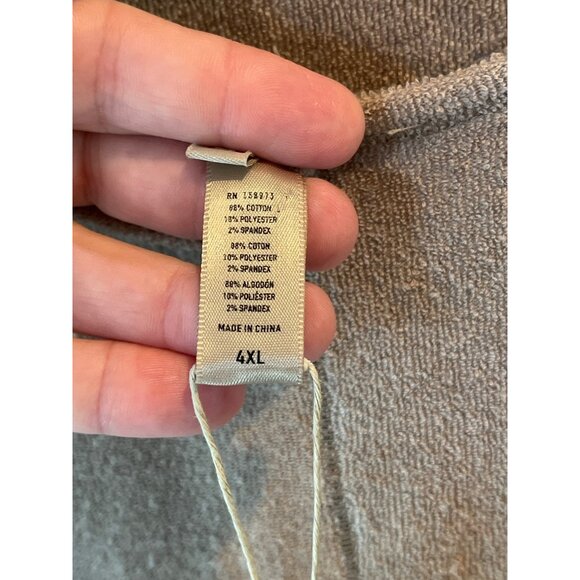 RN 158973
88% COTTON
10% POLYESTER
2% SPANDEX
88% COTON
10% POLYESTER
2% SPANDEX
88% ALGODÓN
10% POLIÉSTER
2% SPANDEX
MADE IN CHINA
4XL